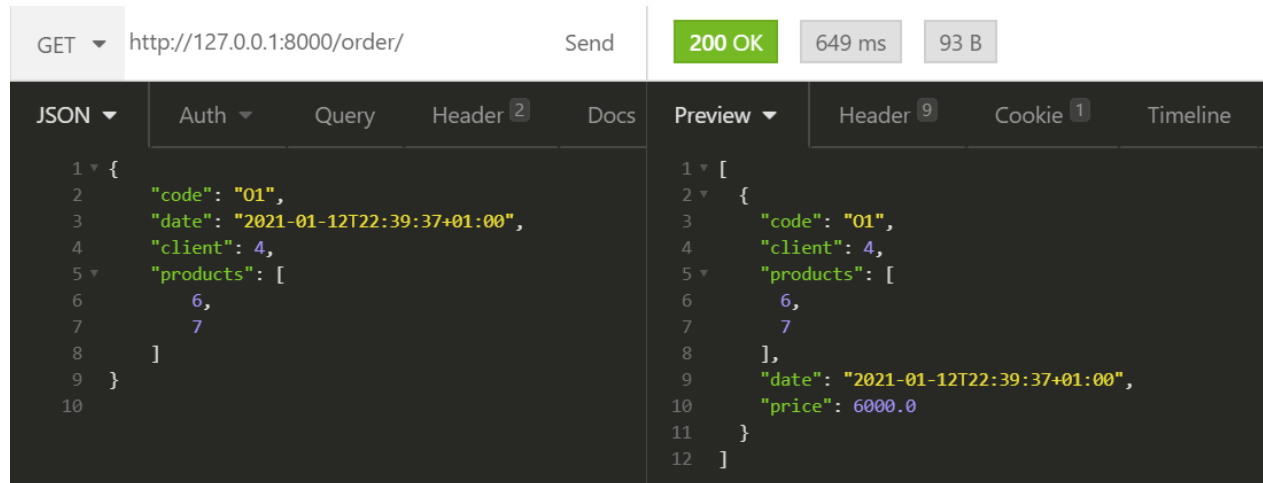 GET http://127.0.0.1:8000/order/ Send
200 OK 649 ms 93 B
JSON Auth Query Header 2 Docs
1 {
2 "code": "O1",
3 "date": "2021-01-12T22:39:37+01:00",
4 "client": 4,
5 "products": [
6 6,
7 7
8 ]
9 }
10
Preview Header 9 Cookie 1 Timeline
1 [
2 {
3 "code": "O1",
4 "client": 4,
5 "products": [
6 6,
7 7
8 ],
9 "date": "2021-01-12T22:39:37+01:00",
10 "price": 6000.0
11 }
12 ]